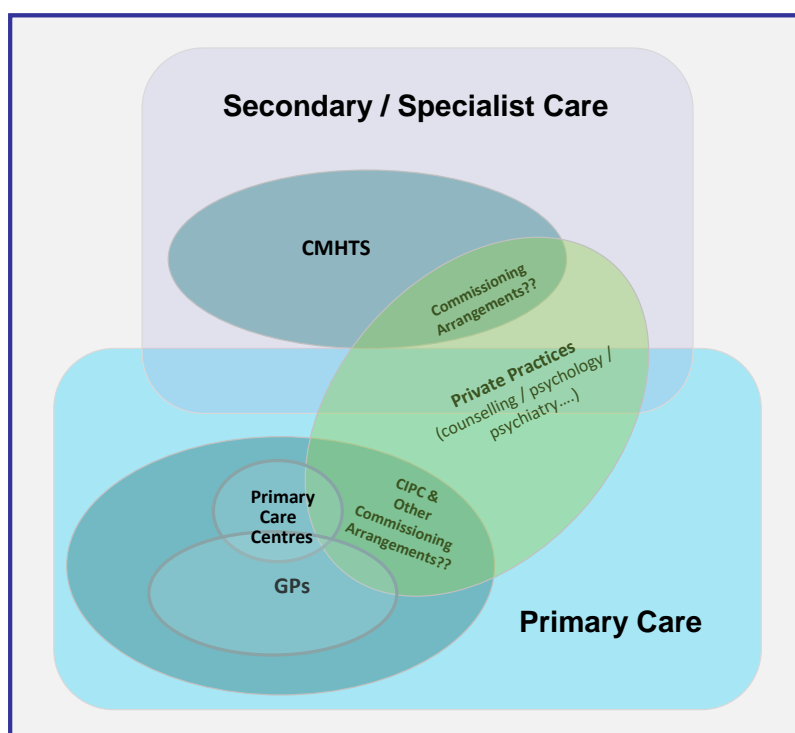 Secondary / Specialist Care
CMHTS
Commissioning
Arrangements??
Private Practices
(counselling / psychology /
psychiatry....)
CIPC &
Other
Commissioning
Arrangements??
Primary
Care
Centres
GPs
Primary Care